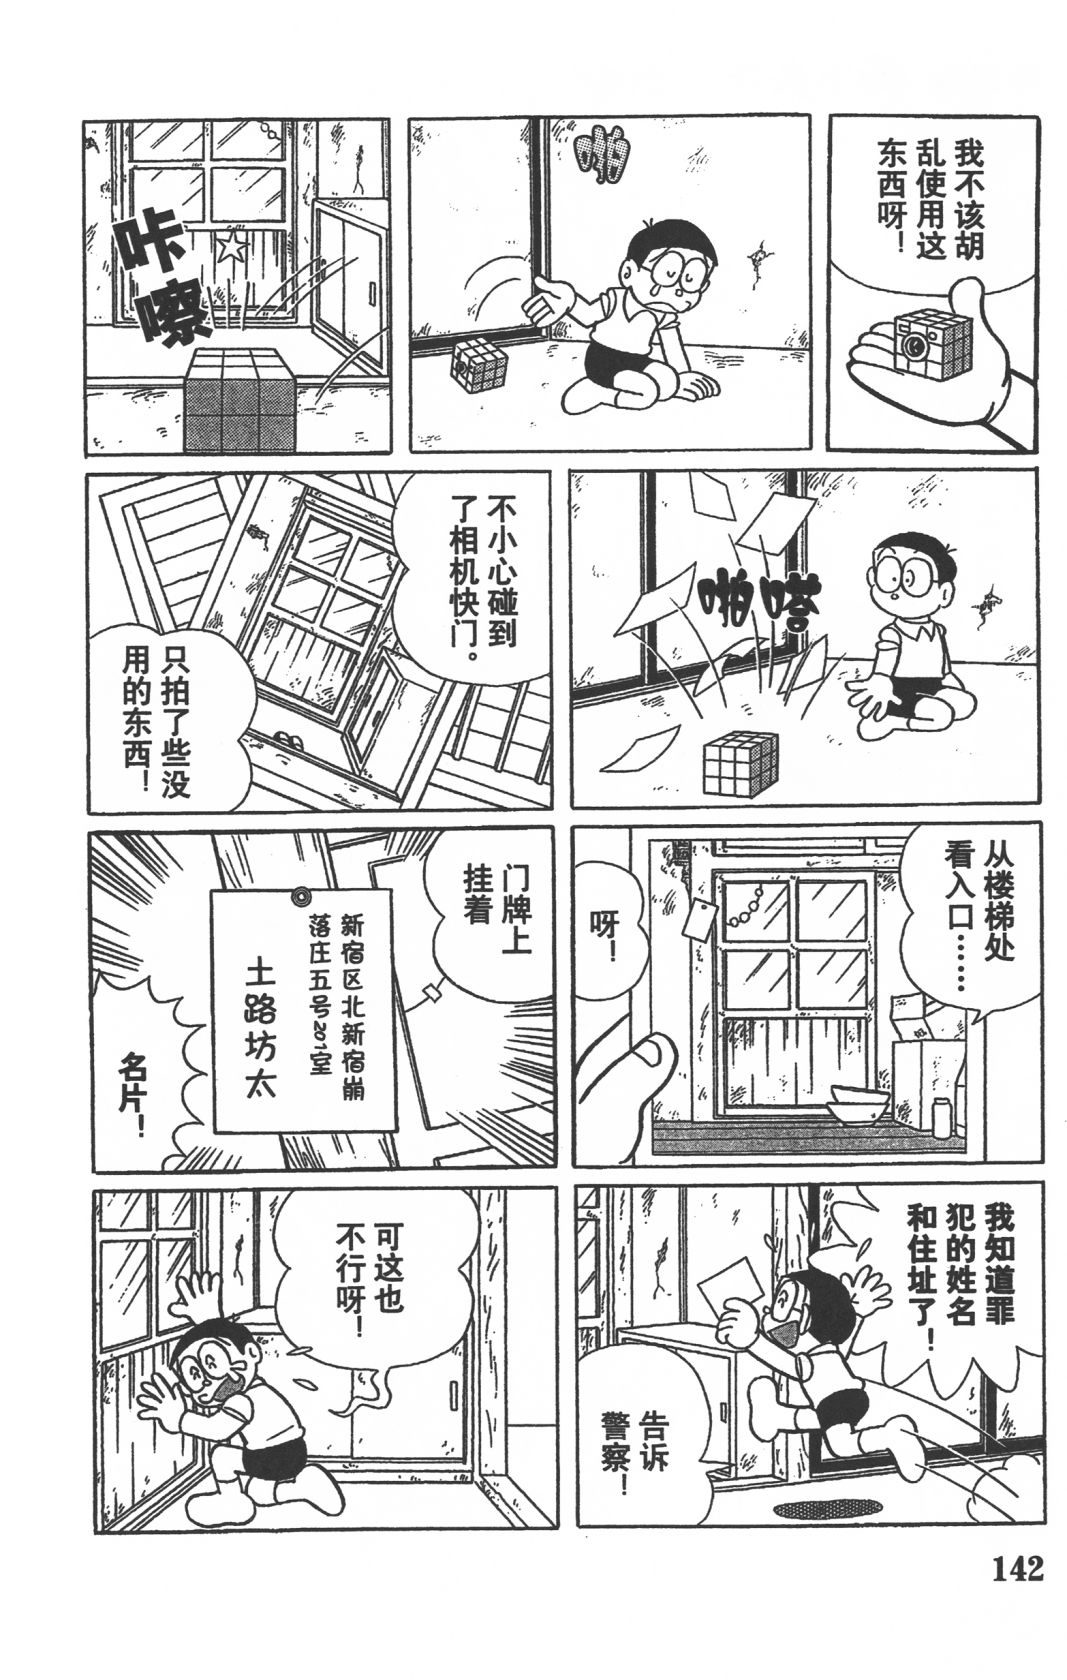 我不该胡
乱使用这
东西呀！
啪
咔
嚓
啪嗒
不小心碰到
了相机快门。
只拍了些没
用的东西！
从楼梯处
看入口……
呀！
门牌上
挂着
新宿区北新宿崩
落庄五号201室
土路坊太
名片！
我知道罪
犯的姓名
和住址了！
告诉
警察！
可这也
不行呀！
142